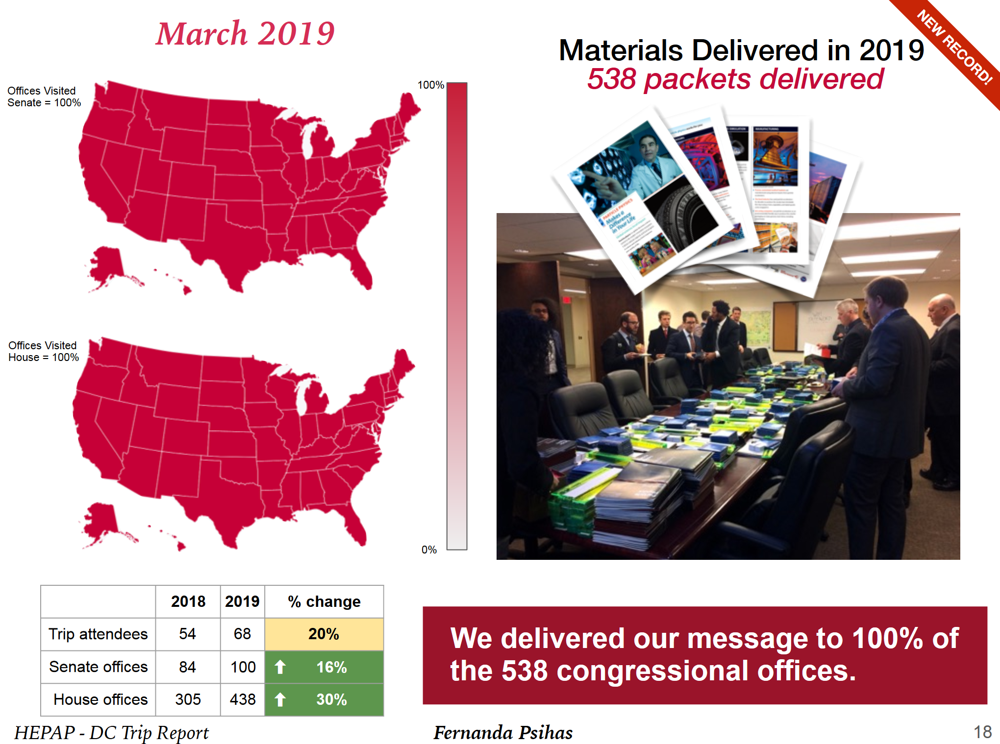 March 2019
NEW RECORD!
Materials Delivered in 2019
538 packets delivered
Offices Visited
Senate = 100%
100%
MANUFACTURING
PARTICLE PHYSICS
Makes a
Difference
in Your Life
Offices Visited
House = 100%
0%
2018 2019 % change
Trip attendees 54 68 20%
Senate offices 84 100 16%
House offices 305 438 30%
We delivered our message to 100% of
the 538 congressional offices.
HEPAP - DC Trip Report
Fernanda Psihas
18